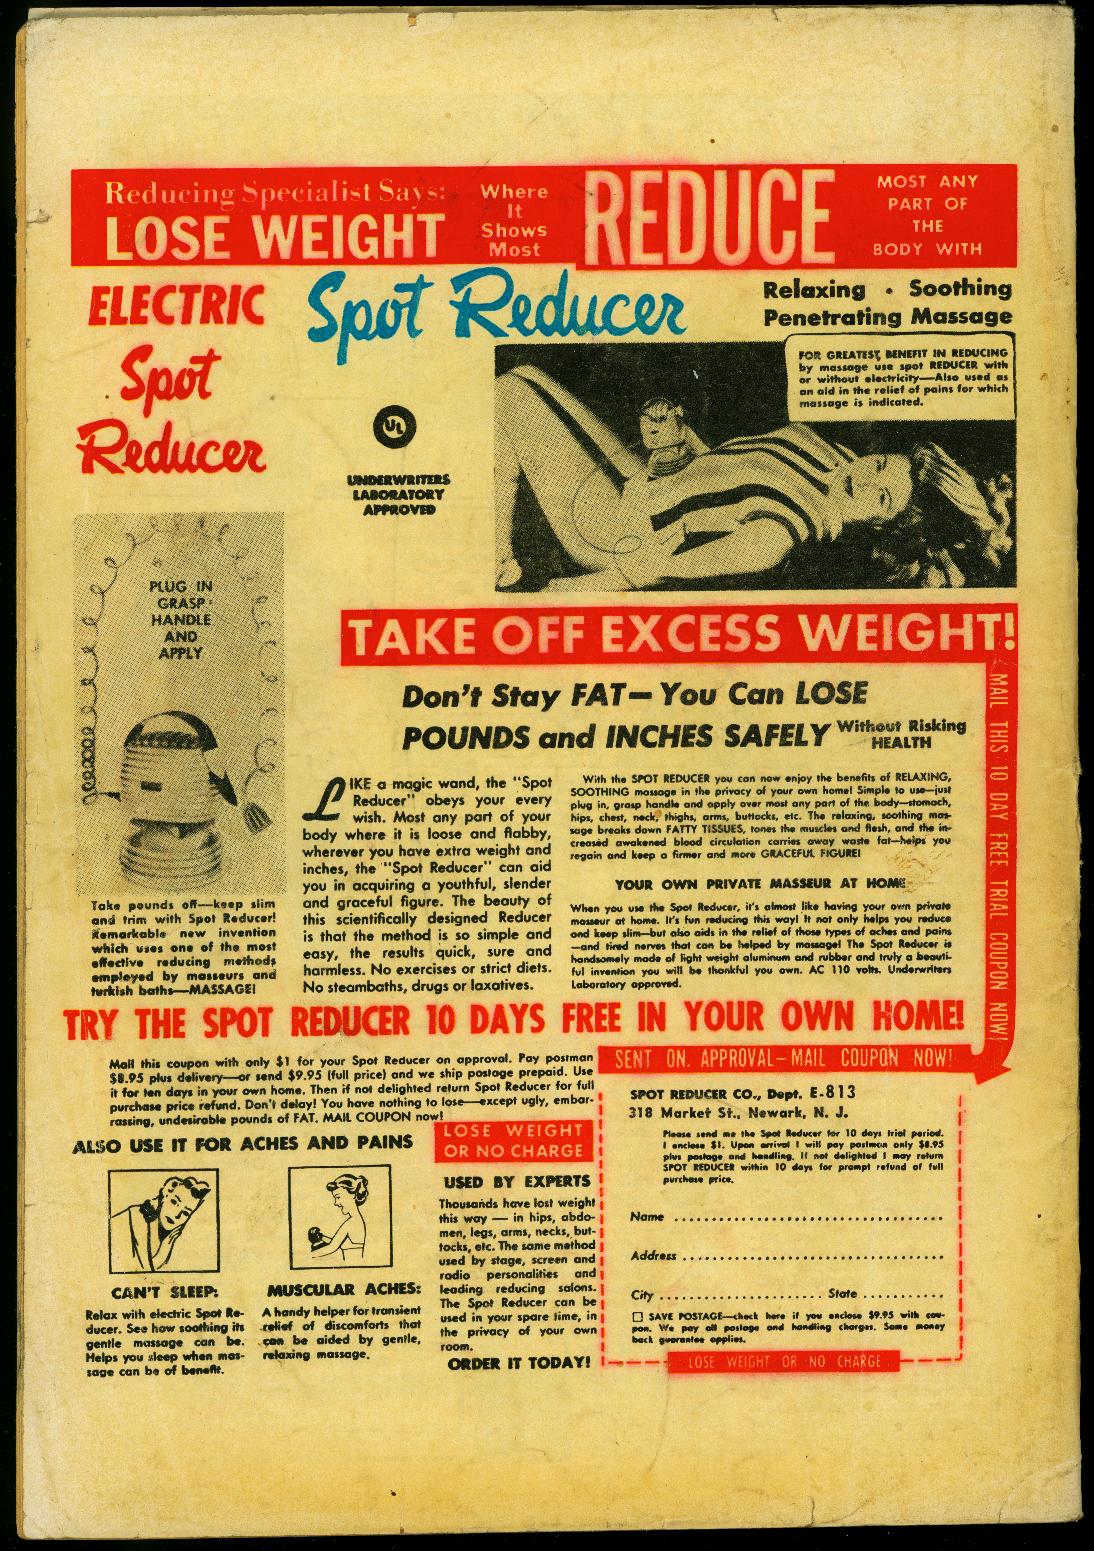 Reducing Specialist Says:
LOSE WEIGHT
Where
It
Shows
Most
REDUCE
MOST ANY
PART OF
THE
BODY WITH
ELECTRIC
Spot
Reducer
Spot Reducer
Relaxing • Soothing
Penetrating Massage
UL
UNDERWRITERS
LABORATORY
APPROVED
FOR GREATEST BENEFIT IN REDUCING
by massage use spot REDUCER with
or without electricity—Also used as
an aid in the relief of pains for which
massage is indicated.
PLUG IN
GRASP
HANDLE
AND
APPLY
Take pounds off—keep slim
and trim with Spot Reducer!
Remarkable new invention
which uses one of the most
effective reducing methods
employed by masseurs and
turkish baths—MASSAGE!
TAKE OFF EXCESS WEIGHT!
Don't Stay FAT—You Can LOSE
POUNDS and INCHES SAFELY Without Risking
HEALTH
LIKE a magic wand, the "Spot
Reducer" obeys your every
wish. Most any part of your
body where it is loose and flabby,
wherever you have extra weight and
inches, the "Spot Reducer" can aid
you in acquiring a youthful, slender
and graceful figure. The beauty of
this scientifically designed Reducer
is that the method is so simple and
easy, the results quick, sure and
harmless. No exercises or strict diets.
No steambaths, drugs or laxatives.
With the SPOT REDUCER you can now enjoy the benefits of RELAXING,
SOOTHING massage in the privacy of your own home! Simple to use—just
plug in, grasp handle and apply over most any part of the body—stomach,
hips, chest, neck, thighs, arms, buttocks, etc. The relaxing, soothing mas-
sage breaks down FATTY TISSUES, tones the muscles and flesh, and the in-
creased awakened blood circulation carries away waste fat—helps you
regain and keep a firmer and more GRACEFUL FIGURE!
YOUR OWN PRIVATE MASSEUR AT HOME
When you use the Spot Reducer, it's almost like having your own private
masseur at home. It's fun reducing this way! It not only helps you reduce
and keep slim—but also aids in the relief of those types of aches and pains
—and tired nerves that can be helped by massage! The Spot Reducer is
handsomely made of light weight aluminum and rubber and truly a beauti-
ful invention you will be thankful you own. AC 110 volts. Underwriters
Laboratory approved.
MAIL THIS 10 DAY FREE TRIAL COUPON NOW!
TRY THE SPOT REDUCER 10 DAYS FREE IN YOUR OWN HOME!
Mail this coupon with only $1 for your Spot Reducer on approval. Pay postman
$8.95 plus delivery—or send $9.95 (full price) and we ship postage prepaid. Use
it for ten days in your own home. Then if not delighted return Spot Reducer for full
purchase price refund. Don't delay! You have nothing to lose—except ugly, embar-
rassing, undesirable pounds of FAT. MAIL COUPON now!
ALSO USE IT FOR ACHES AND PAINS
CAN'T SLEEP:
Relax with electric Spot Re-
ducer. See how soothing its
gentle massage can be.
Helps you sleep when mas-
sage can be of benefit.
MUSCULAR ACHES:
A handy helper for transient
relief of discomforts that
can be aided by gentle,
relaxing massage.
LOSE WEIGHT
OR NO CHARGE
USED BY EXPERTS
Thousands have lost weight
this way — in hips, abdo-
men, legs, arms, necks, but-
tocks, etc. The same method
used by stage, screen and
radio personalities and
leading reducing salons.
The Spot Reducer can be
used in your spare time, in
the privacy of your own
room.
ORDER IT TODAY!
SENT ON APPROVAL—MAIL COUPON NOW!
SPOT REDUCER CO., Dept. E-813
318 Market St., Newark, N. J.
Please send me the Spot Reducer for 10 days trial period.
I enclose $1. Upon arrival I will pay postman only $8.95
plus postage and handling. If not delighted I may return
SPOT REDUCER within 10 days for prompt refund of full
purchase price.
Name
Address
City State
SAVE POSTAGE—check here if you enclose $9.95 with cou-
pon. We pay all postage and handling charges. Same money
back guarantee applies.
LOSE WEIGHT OR NO CHARGE